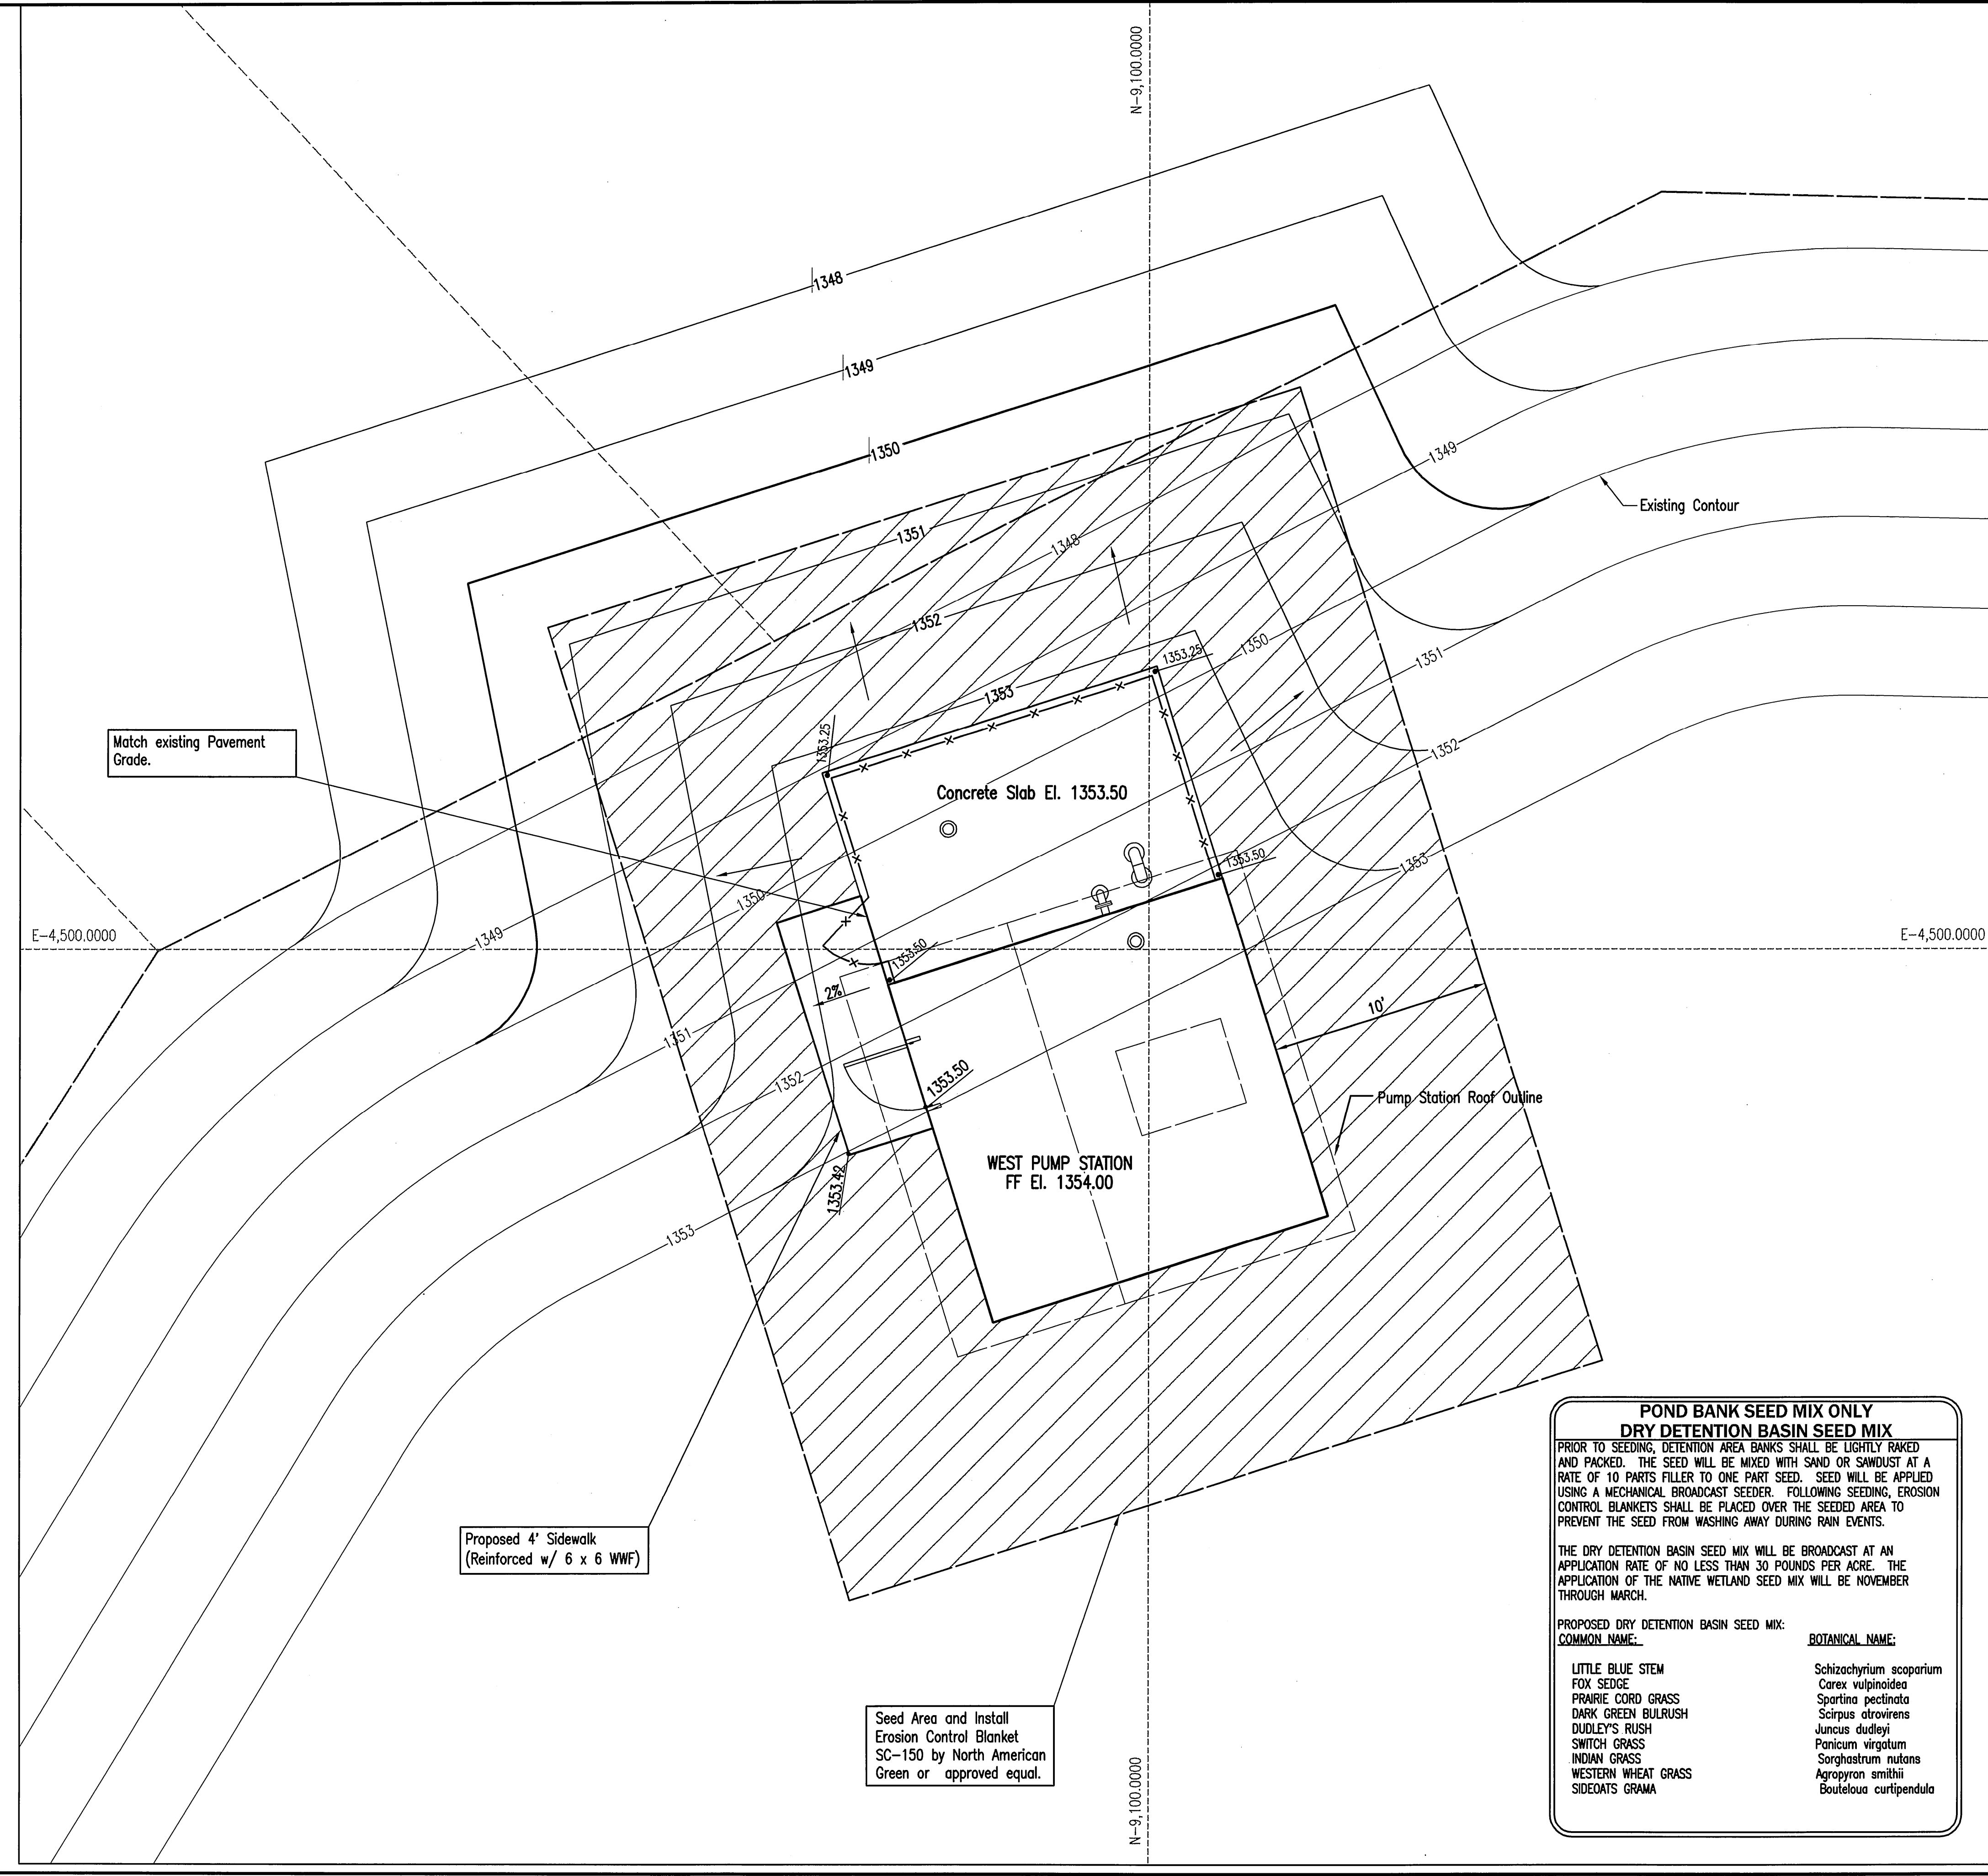 N-9,100.0000
1348
1349
1350
1349
Existing Contour
1351
1348
1352
1350
1353.25
1351
1353
1353.25
1352
Match existing Pavement
Grade.
Concrete Slab El. 1353.50
1353.50
1353
1350
1349
E-4,500.0000
E-4,500.0000
1353.50
2%
10'
1351
1352
1353.50
Pump Station Roof Outline
WEST PUMP STATION
FF El. 1354.00
1353.42
1353
Proposed 4' Sidewalk
(Reinforced w/ 6 x 6 WWF)
Seed Area and Install
Erosion Control Blanket
SC-150 by North American
Green or approved equal.
N-9,100.0000
POND BANK SEED MIX ONLY
DRY DETENTION BASIN SEED MIX
PRIOR TO SEEDING, DETENTION AREA BANKS SHALL BE LIGHTLY RAKED
AND PACKED. THE SEED WILL BE MIXED WITH SAND OR SAWDUST AT A
RATE OF 10 PARTS FILLER TO ONE PART SEED. SEED WILL BE APPLIED
USING A MECHANICAL BROADCAST SEEDER. FOLLOWING SEEDING, EROSION
CONTROL BLANKETS SHALL BE PLACED OVER THE SEEDED AREA TO
PREVENT THE SEED FROM WASHING AWAY DURING RAIN EVENTS.
THE DRY DETENTION BASIN SEED MIX WILL BE BROADCAST AT AN
APPLICATION RATE OF NO LESS THAN 30 POUNDS PER ACRE. THE
APPLICATION OF THE NATIVE WETLAND SEED MIX WILL BE NOVEMBER
THROUGH MARCH.
PROPOSED DRY DETENTION BASIN SEED MIX:
COMMON NAME: BOTANICAL NAME:
LITTLE BLUE STEM Schizachyrium scoparium
FOX SEDGE Carex vulpinoidea
PRAIRIE CORD GRASS Spartina pectinata
DARK GREEN BULRUSH Scirpus atrovirens
DUDLEY'S RUSH Juncus dudleyi
SWITCH GRASS Panicum virgatum
INDIAN GRASS Sorghastrum nutans
WESTERN WHEAT GRASS Agropyron smithii
SIDEOATS GRAMA Bouteloua curtipendula